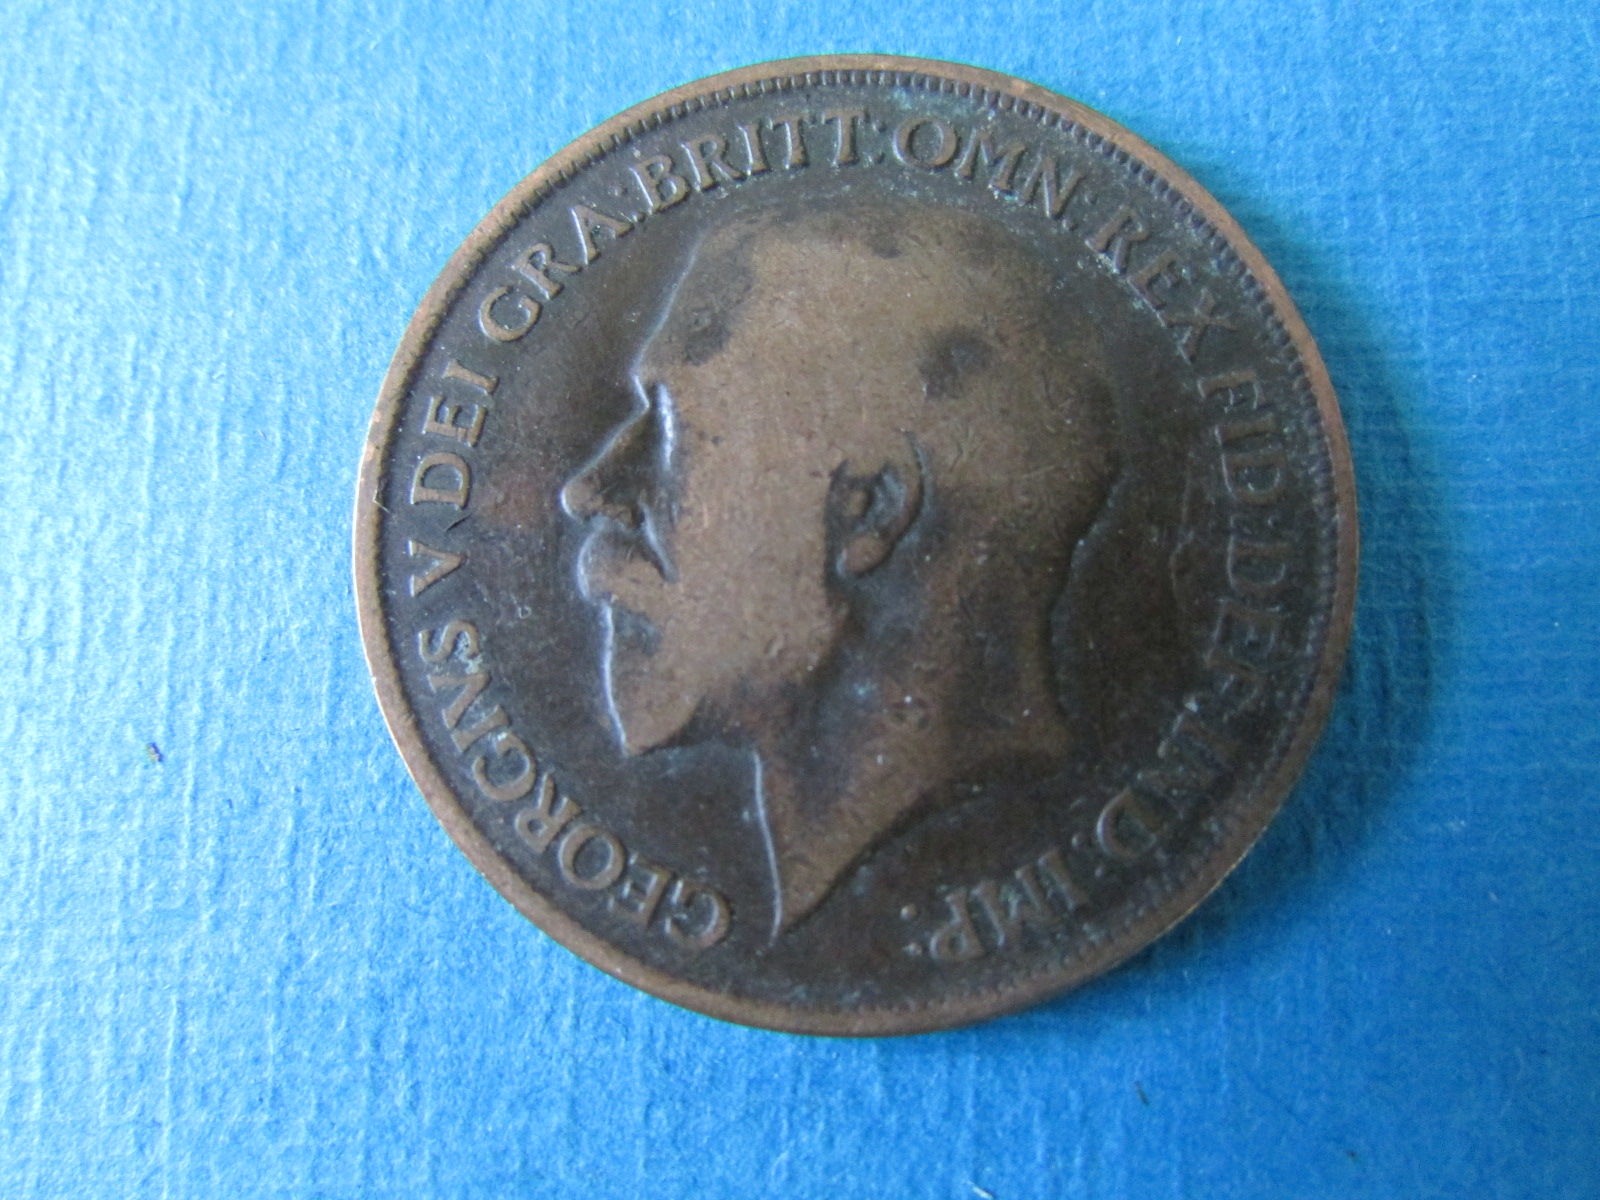 GEORGIVS V DEI GRA: BRITT: OMN: REX FID: DEF: IND: IMP: